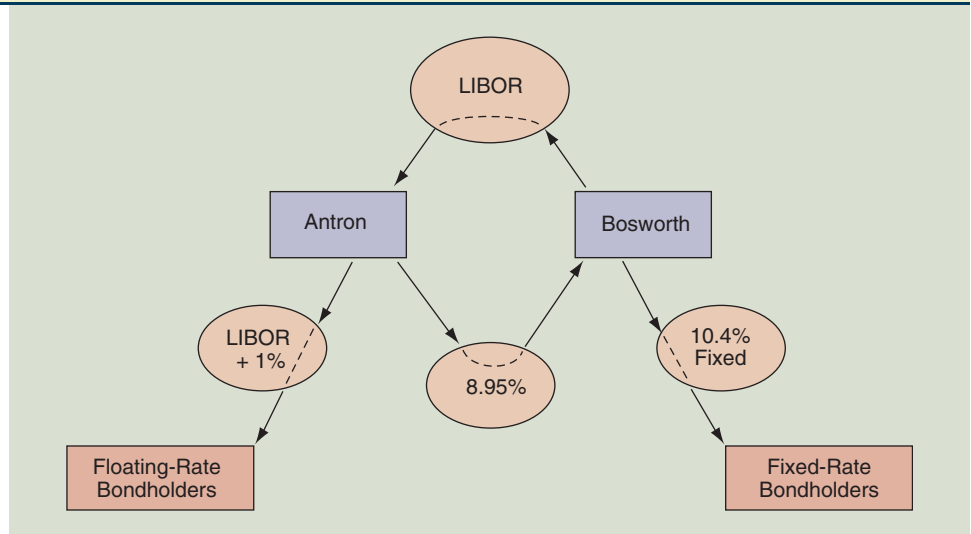 LIBOR
Antron
Bosworth
LIBOR
+ 1%
8.95%
10.4%
Fixed
Floating-Rate
Bondholders
Fixed-Rate
Bondholders